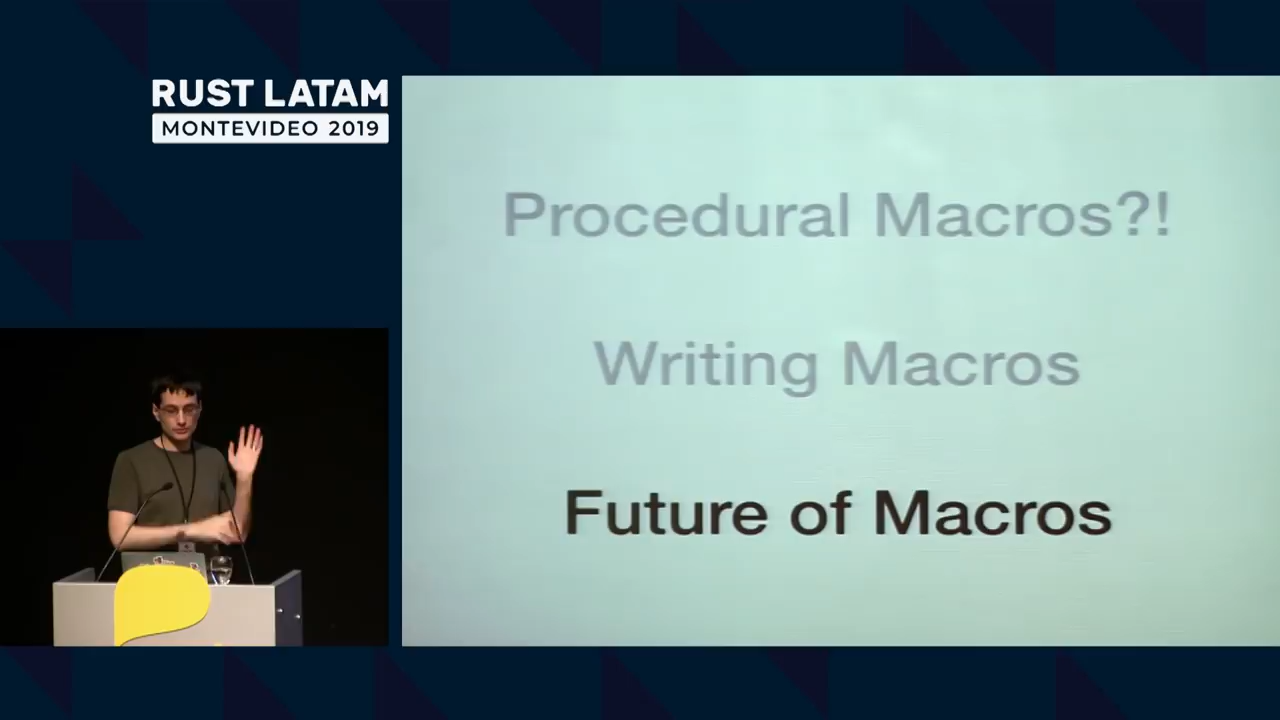 RUST LATAM
MONTEVIDEO 2019
Procedural Macros?!
Writing Macros
Future of Macros